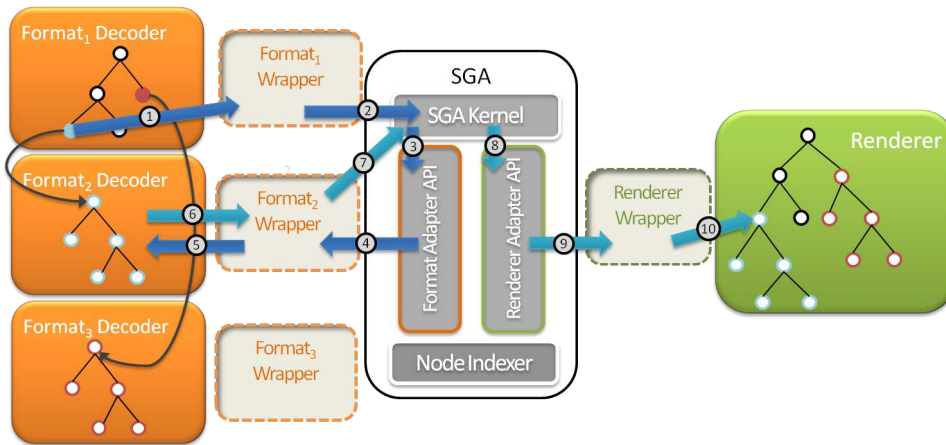 Format₁ Decoder
1
Format₁
Wrapper
2
SGA
SGA Kernel
3
8
7
Format Adapter API
Renderer Adapter API
Node Indexer
Format₂ Decoder
6
5
2
Format₂
Wrapper
4
9
Renderer
Wrapper
10
Renderer
Format₃ Decoder
Format₃
Wrapper